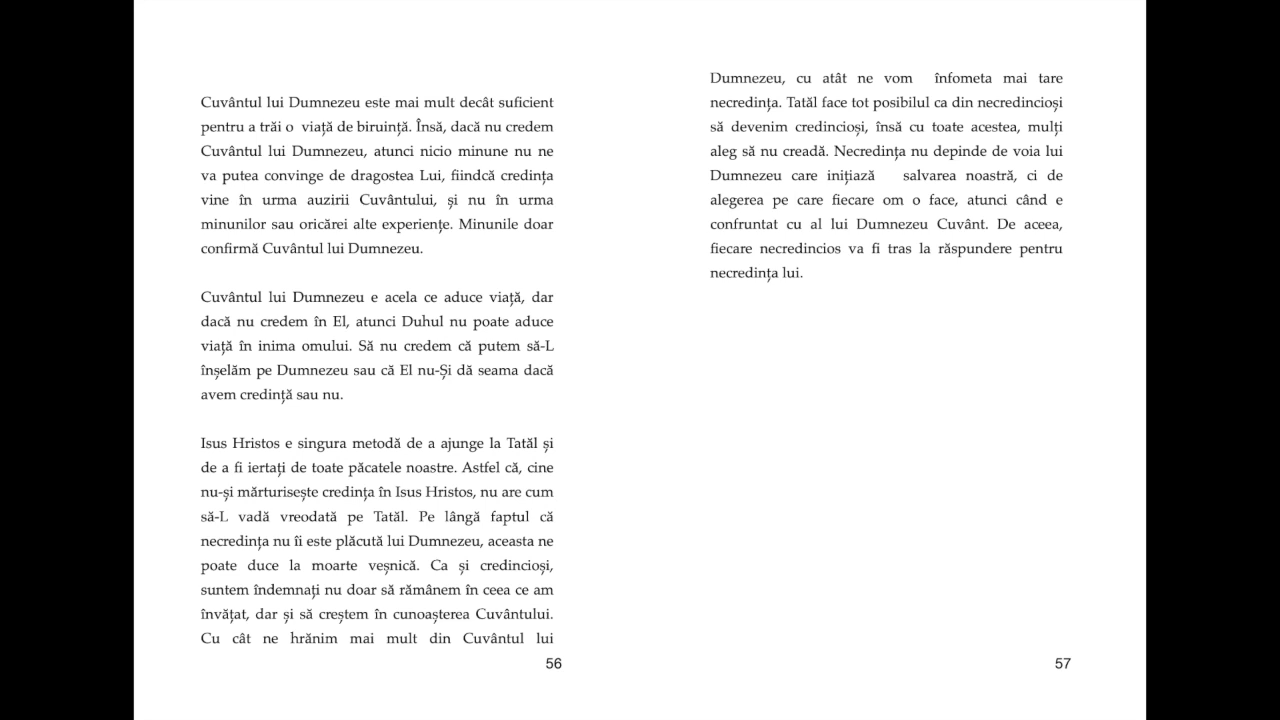 Cuvântul lui Dumnezeu este mai mult decât suficient
pentru a trăi o viață de biruință. Însă, dacă nu credem
Cuvântul lui Dumnezeu, atunci nicio minune nu ne
va putea convinge de dragostea Lui, fiindcă credința
vine în urma auzirii Cuvântului, și nu în urma
minunilor sau oricărei alte experiențe. Minunile doar
confirmă Cuvântul lui Dumnezeu.
Cuvântul lui Dumnezeu e acela ce aduce viață, dar
dacă nu credem în El, atunci Duhul nu poate aduce
viață în inima omului. Să nu credem că putem să-L
înșelăm pe Dumnezeu sau că El nu-Și dă seama dacă
avem credință sau nu.
Isus Hristos e singura metodă de a ajunge la Tatăl și
de a fi iertați de toate păcatele noastre. Astfel că, cine
nu-și mărturisește credința în Isus Hristos, nu are cum
să-L vadă vreodată pe Tatăl. Pe lângă faptul că
necredința nu îi este plăcută lui Dumnezeu, aceasta ne
poate duce la moarte veșnică. Ca și credincioși,
suntem îndemnați nu doar să rămânem în ceea ce am
învățat, dar și să creștem în cunoașterea Cuvântului.
Cu cât ne hrănim mai mult din Cuvântul lui
56
Dumnezeu, cu atât ne vom înfometa mai tare
necredința. Tatăl face tot posibilul ca din necredincioși
să devenim credincioși, însă cu toate acestea, mulți
aleg să nu creadă. Necredința nu depinde de voia lui
Dumnezeu care inițiază salvarea noastră, ci de
alegerea pe care fiecare om o face, atunci când e
confruntat cu al lui Dumnezeu Cuvânt. De aceea,
fiecare necredincios va fi tras la răspundere pentru
necredința lui.
57